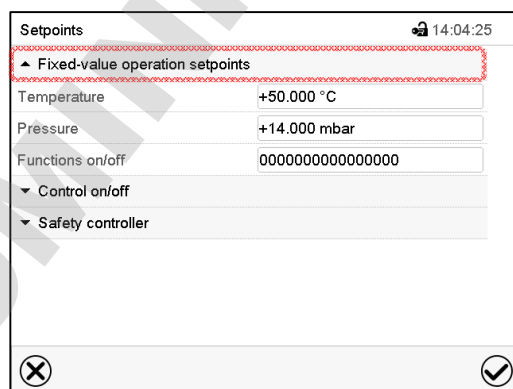 Setpoints 14:04:25
Fixed-value operation setpoints
Temperature +50.000 °C
Pressure +14.000 mbar
Functions on/off 0000000000000000
Control on/off
Safety controller